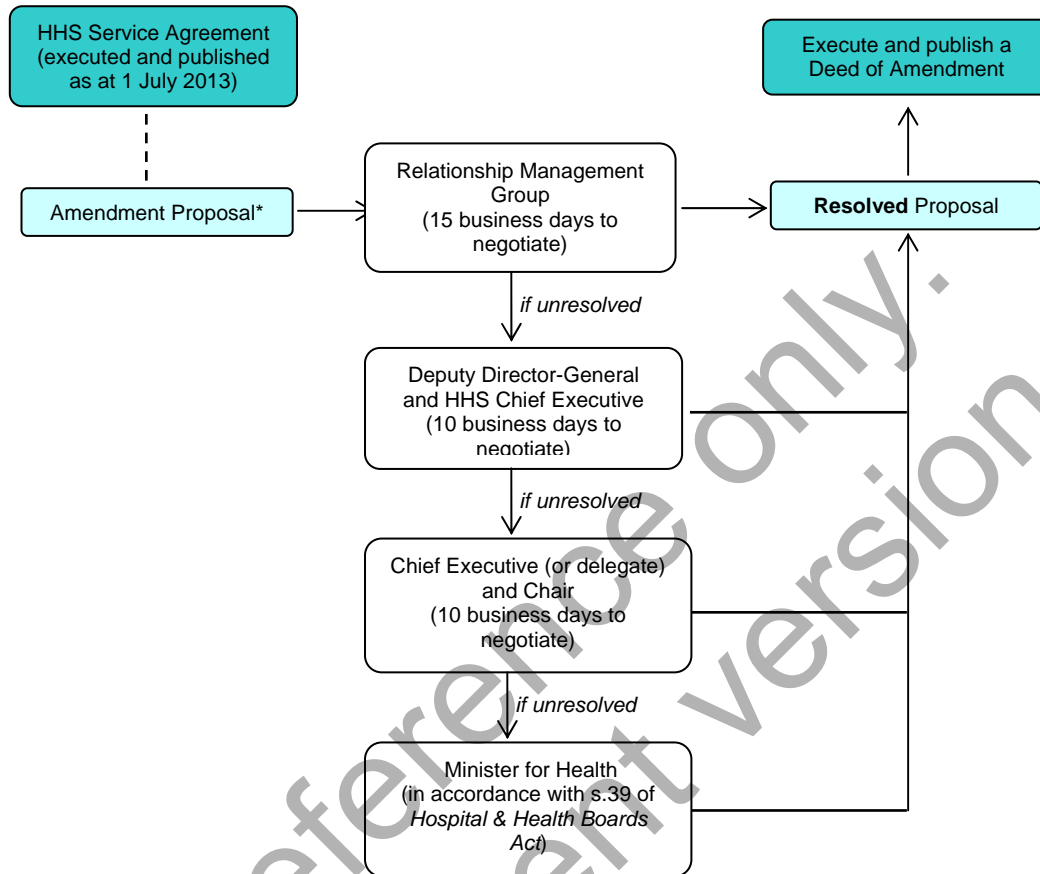 HHS Service Agreement
(executed and published
as at 1 July 2013)
Execute and publish a
Deed of Amendment
Amendment Proposal*
Relationship Management
Group
(15 business days to
negotiate)
Resolved Proposal
if unresolved
Deputy Director-General
and HHS Chief Executive
(10 business days to
negotiate)
if unresolved
Chief Executive (or delegate)
and Chair
(10 business days to
negotiate)
if unresolved
Minister for Health
(in accordance with s.39 of
Hospital & Health Boards
Act)
only.
version